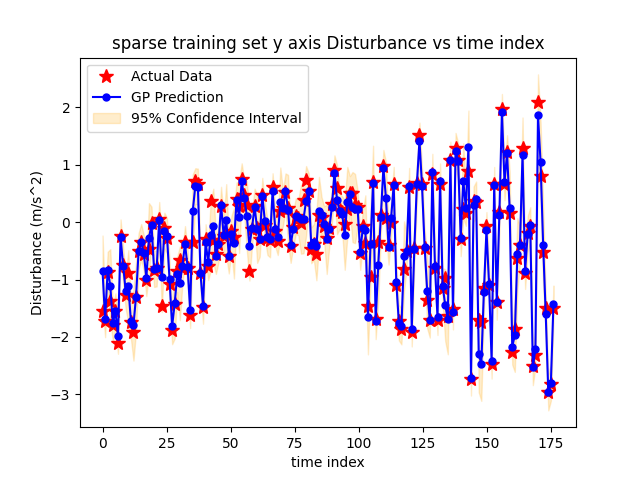 sparse training set y axis Disturbance vs time index
Actual Data
GP Prediction
95% Confidence Interval
Disturbance (m/s^2)
2
1
0
−1
−2
−3
0 25 50 75 100 125 150 175
time index